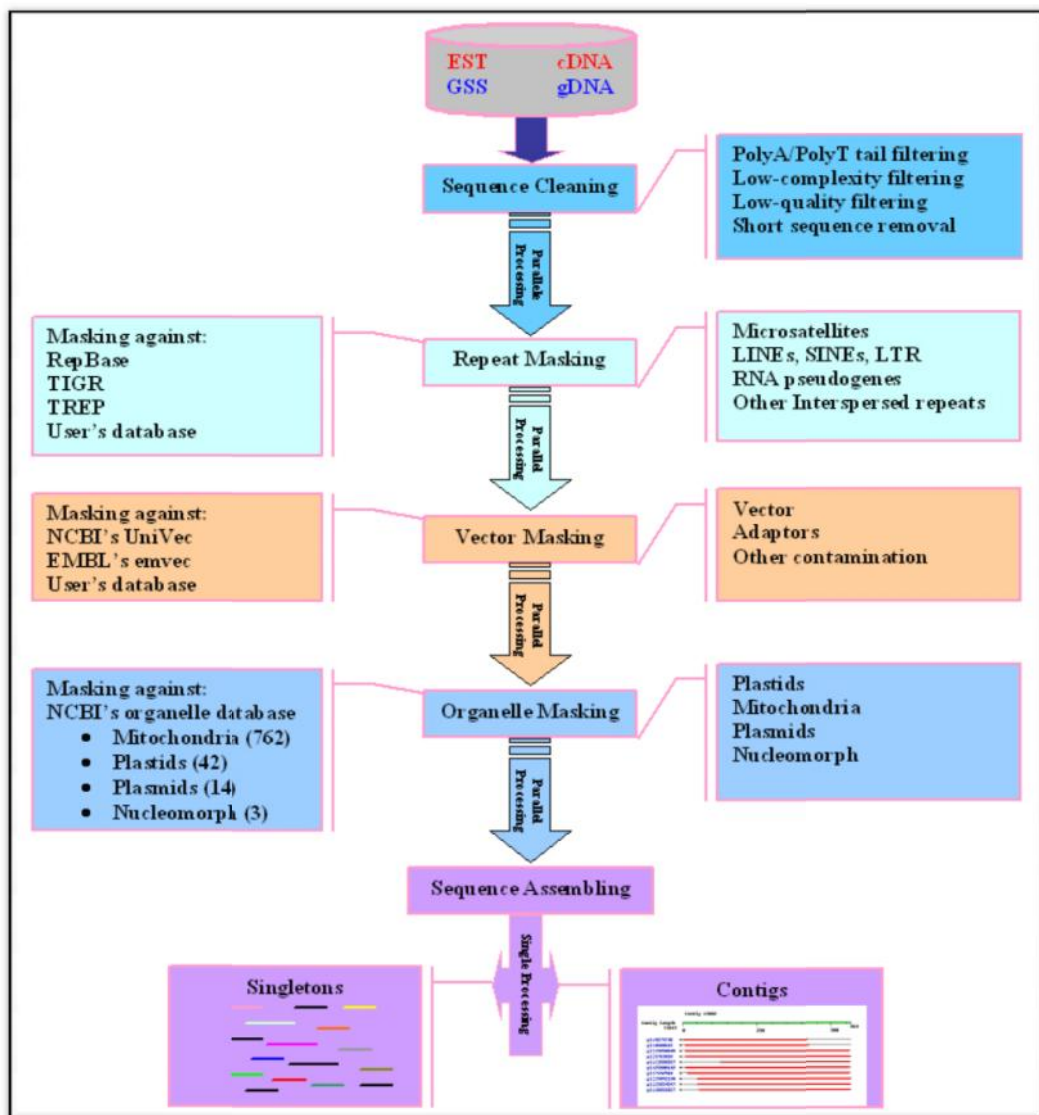 EST cDNA
GSS gDNA
Sequence Cleaning
PolyA/PolyT tail filtering
Low-complexity filtering
Low-quality filtering
Short sequence removal
Parallele
Processing
Masking against:
RepBase
TIGR
TREP
User's database
Repeat Masking
Microsatellites
LINEs, SINEs, LTR
RNA pseudogenes
Other Interspersed repeats
Parallel
Processing
Masking against:
NCBI's UniVec
EMBL's emvec
User's database
Vector Masking
Vector
Adaptors
Other contamination
Parallel
Processing
Masking against:
NCBI's organelle database
• Mitochondria (762)
• Plastids (42)
• Plasmids (14)
• Nucleomorph (3)
Organelle Masking
Plastids
Mitochondria
Plasmids
Nucleomorph
Parallel
Processing
Sequence Assembling
Single Processing
Singletons
Contigs
Contig Length
0